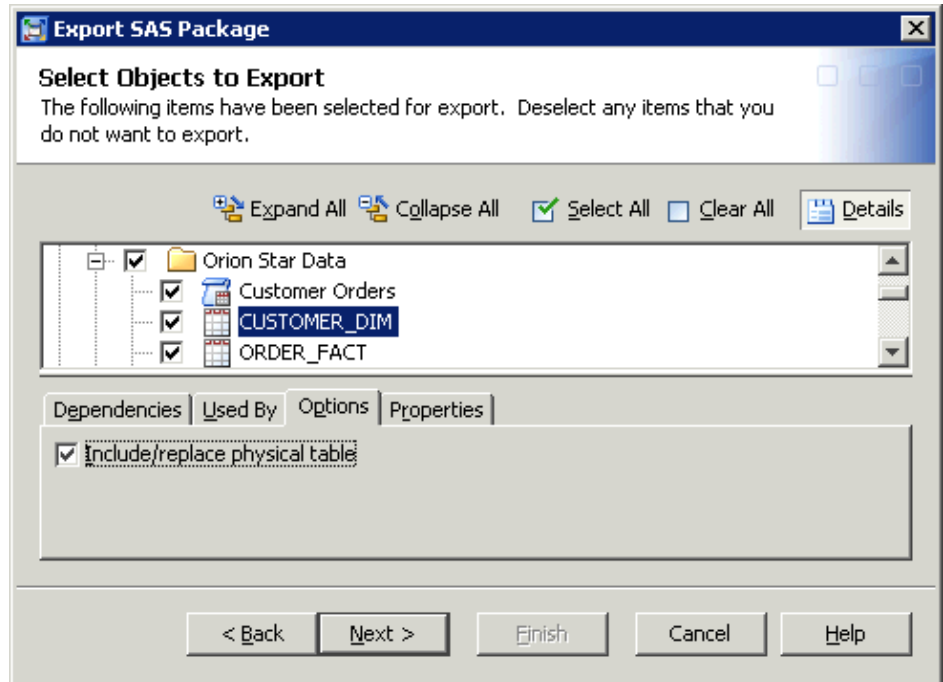 Export SAS Package
Select Objects to Export
The following items have been selected for export. Deselect any items that you
do not want to export.
Expand All Collapse All Select All Clear All Details
Orion Star Data
Customer Orders
CUSTOMER_DIM
ORDER_FACT
Dependencies Used By Options Properties
Include/replace physical table
< Back Next > Finish Cancel Help